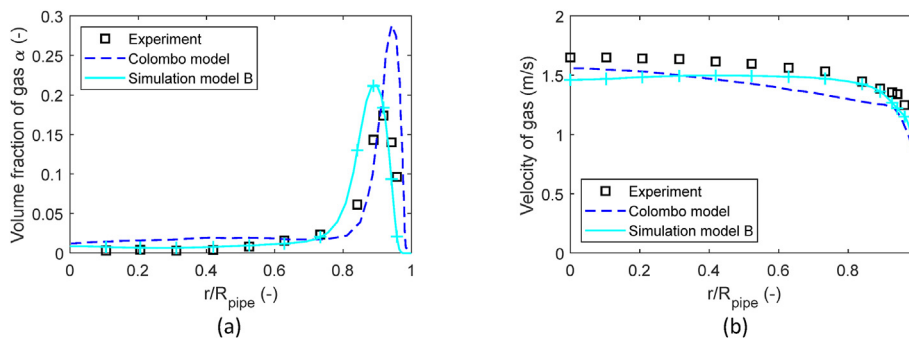 0.3
0.25
0.2
0.15
0.1
0.05
0
Volume fraction of gas α (-)
Experiment
Colombo model
Simulation model B
0 0.2 0.4 0.6 0.8 1
r/R_pipe (-)
(a)
2
1.5
1
0.5
0
Velocity of gas (m/s)
Experiment
Colombo model
Simulation model B
0 0.2 0.4 0.6 0.8
r/R_pipe (-)
(b)